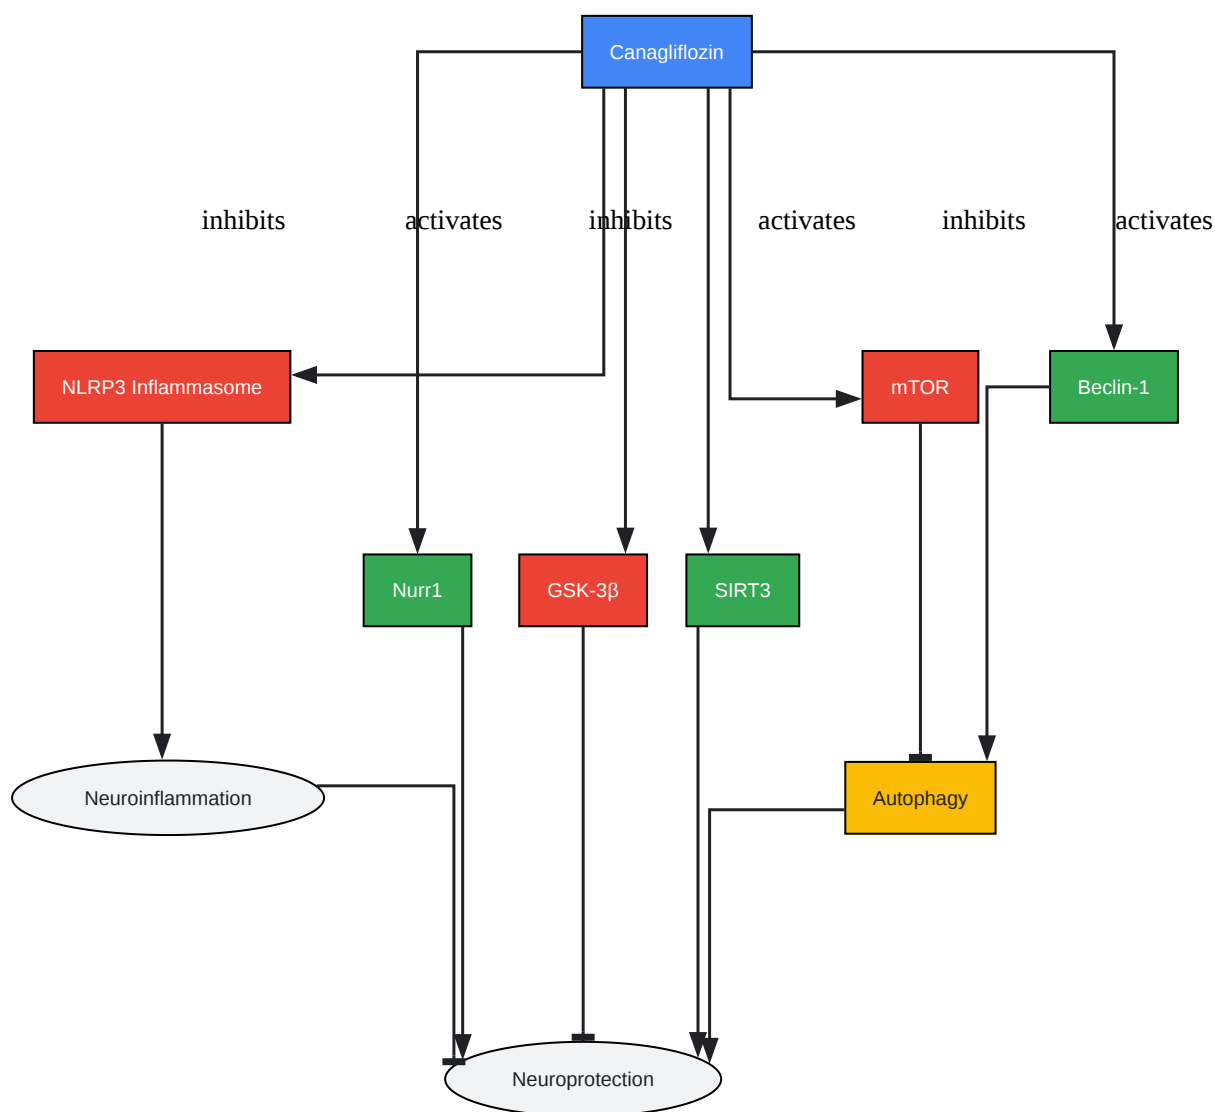 Canagliflozin
inhibits
activates
inhibits
activates
inhibits
activates
NLRP3 Inflammasome
mTOR
Beclin-1
Nurr1
GSK-3β
SIRT3
Neuroinflammation
Autophagy
Neuroprotection